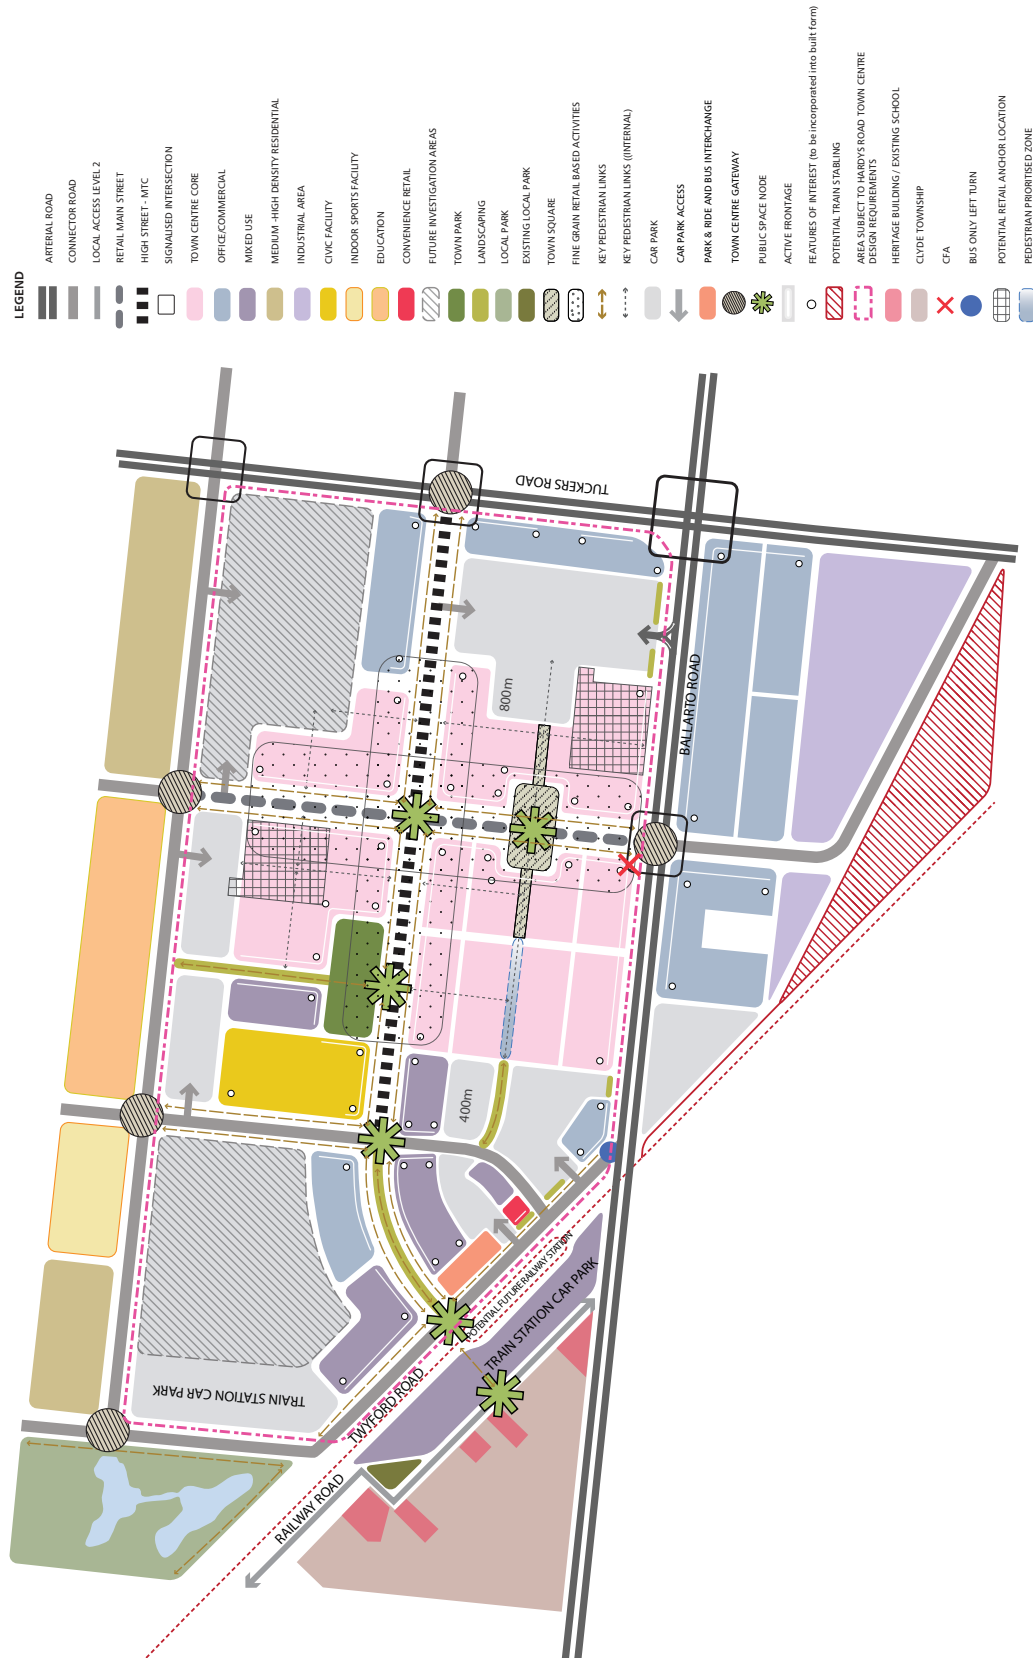 LEGEND
ARTERIAL ROAD
CONNECTOR ROAD
LOCAL ACCESS LEVEL 2
RETAIL MAIN STREET
HIGH STREET - MTC
SIGNALISED INTERSECTION
TOWN CENTRE CORE
OFFICE/COMMERCIAL
MIXED USE
MEDIUM -HIGH DENSITY RESIDENTIAL
INDUSTRIAL AREA
CIVIC FACILITY
INDOOR SPORTS FACILITY
EDUCATION
CONVENIENCE RETAIL
FUTURE INVESTIGATION AREAS
TOWN PARK
LANDSCAPING
LOCAL PARK
EXISTING LOCAL PARK
TOWN SQUARE
FINE GRAIN RETAIL BASED ACTIVITIES
KEY PEDESTRIAN LINKS
KEY PEDESTRIAN LINKS ((INTERNAL)
CAR PARK
CAR PARK ACCESS
PARK & RIDE AND BUS INTERCHANGE
TOWN CENTRE GATEWAY
PUBLIC SPACE NODE
ACTIVE FRONTAGE
FEATURES OF INTEREST (to be incorporated into built form)
POTENTIAL TRAIN STABLING
AREA SUBJECT TO HARDYS ROAD TOWN CENTRE
DESIGN REQUIREMENTS
HERITAGE BUILDING / EXISTING SCHOOL
CLYDE TOWNSHIP
CFA
BUS ONLY LEFT TURN
POTENTIAL RETAIL ANCHOR LOCATION
PEDESTRIAN PRIORITISED ZONE
TUCKERS ROAD
800m
BALLARTO ROAD
400m
POTENTIAL FUTURE RAILWAY STATION
TRAIN STATION CAR PARK
TRAIN STATION CAR PARK
TWYFORD ROAD
RAILWAY ROAD